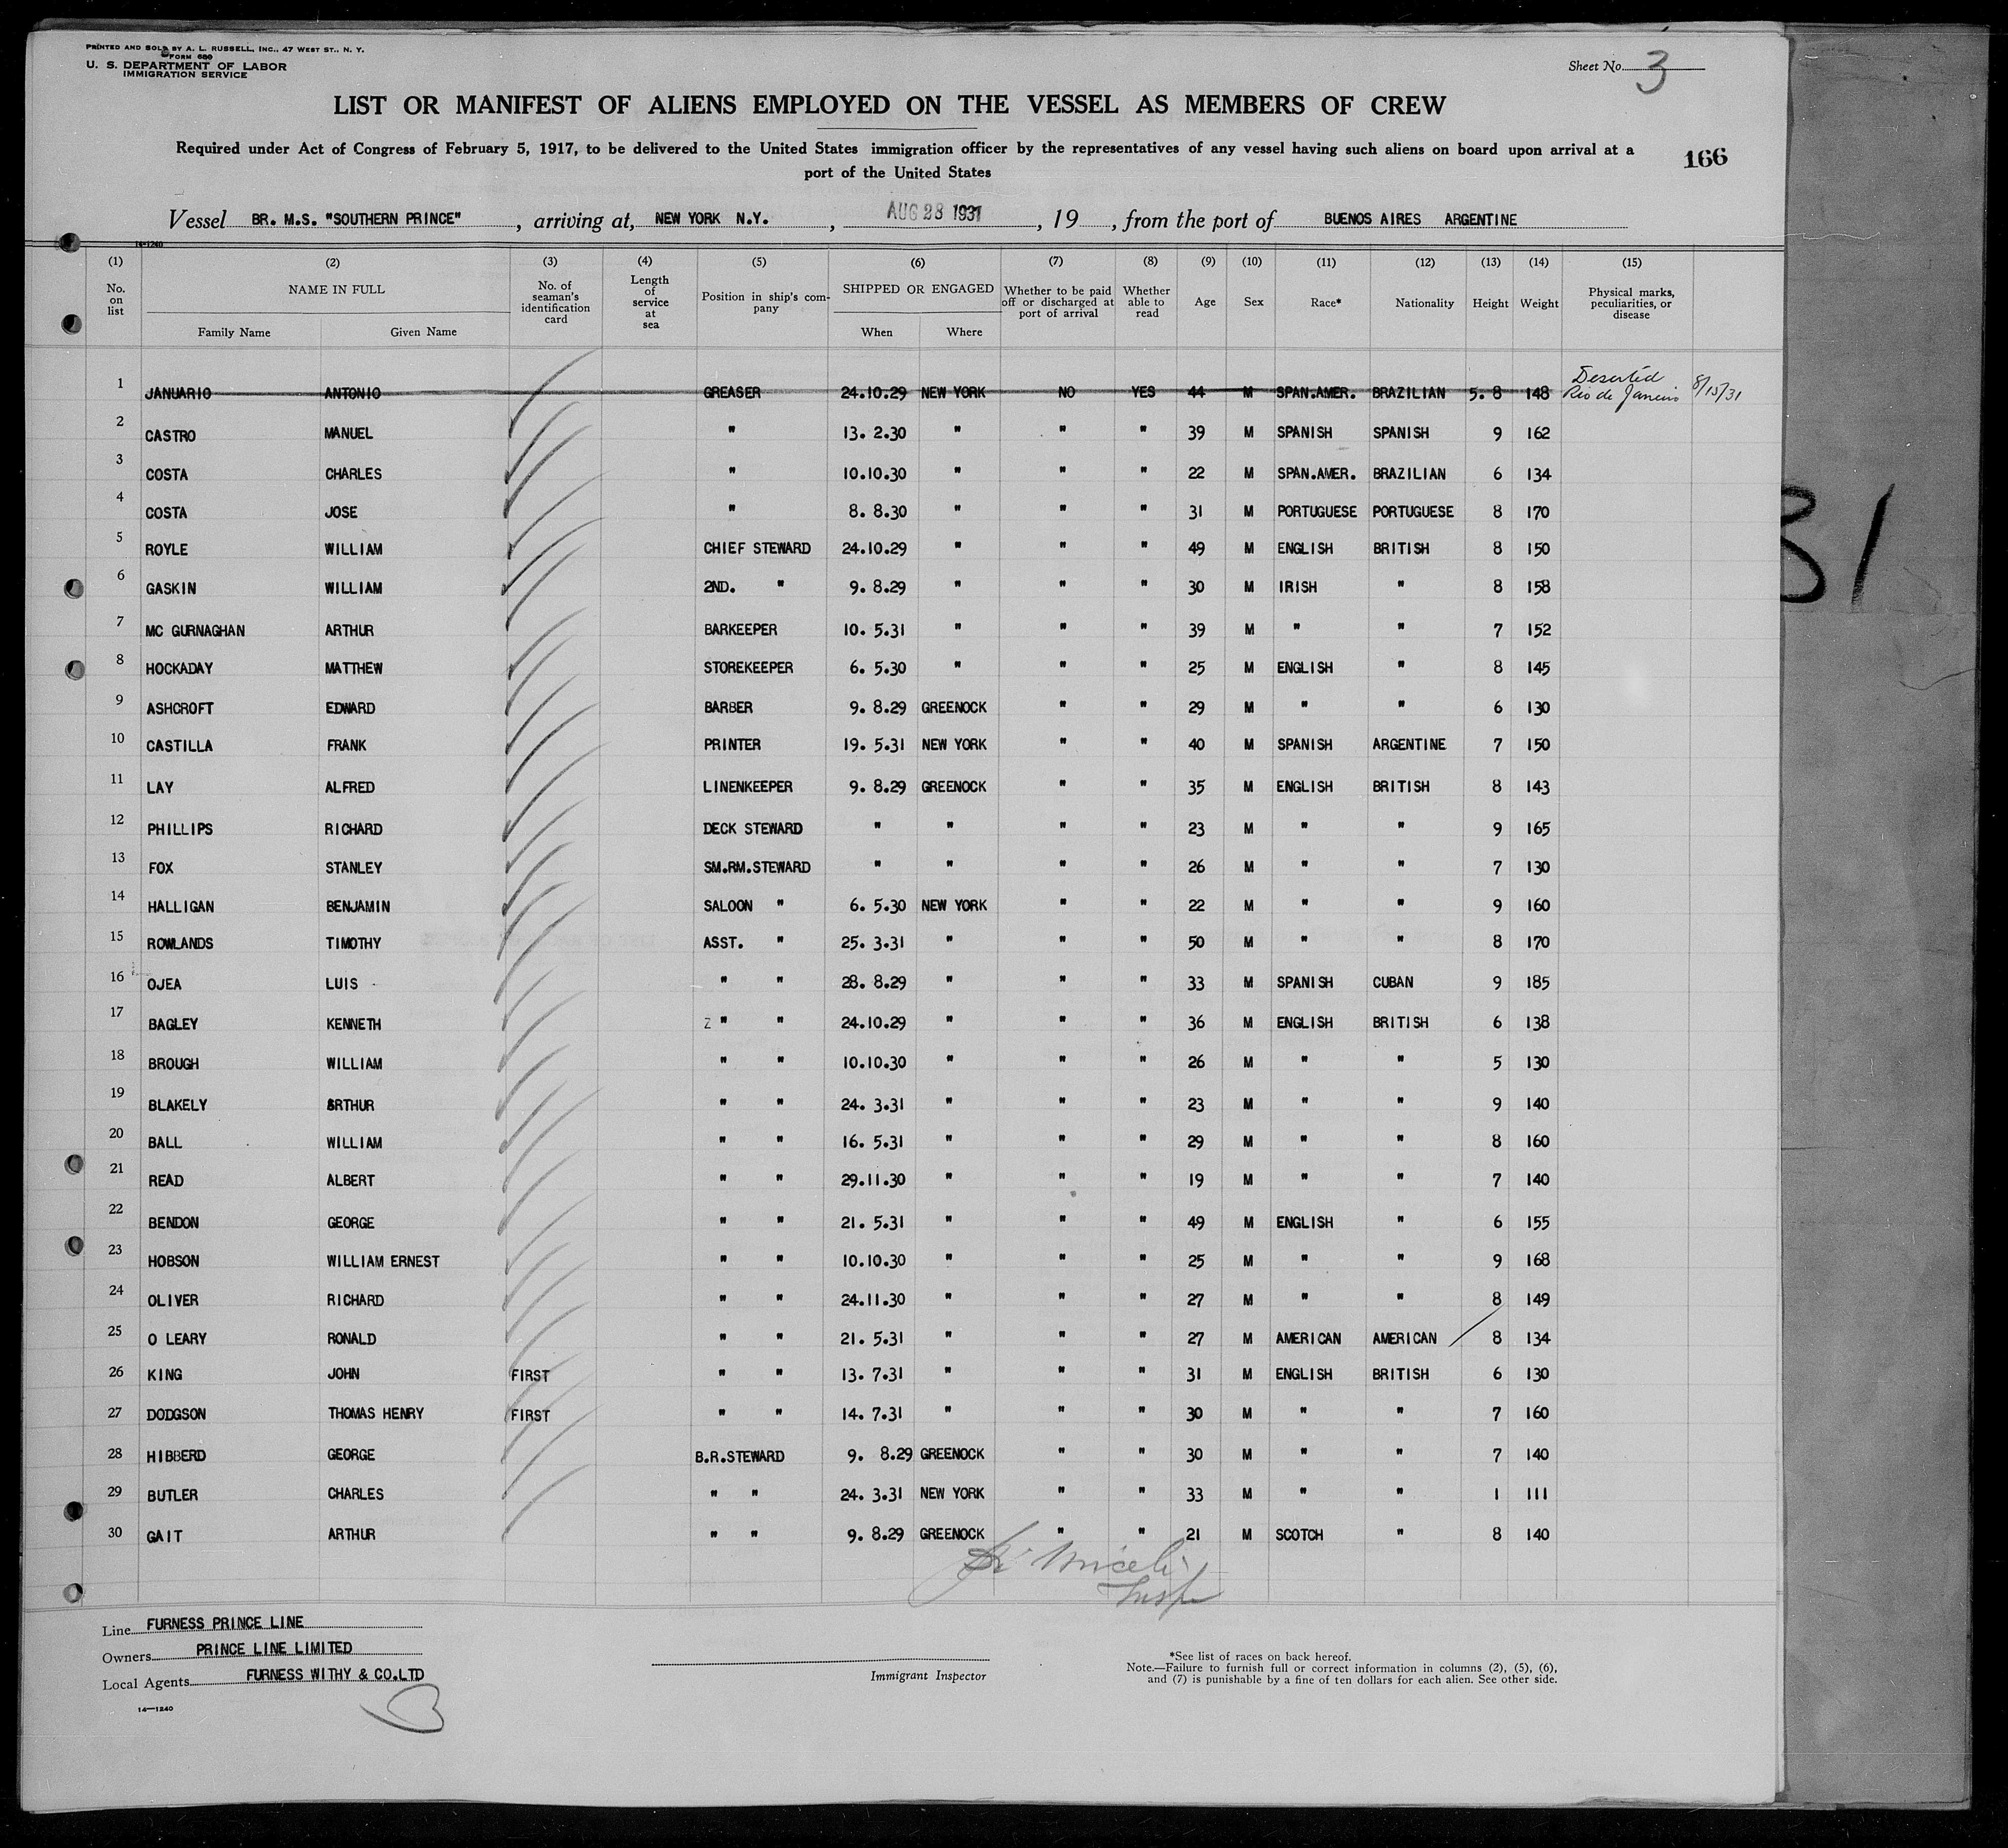 PRINTED AND SOLD BY A. L. RUSSELL, INC., 47 WEST ST., N. Y.
FORM 680
U. S. DEPARTMENT OF LABOR
IMMIGRATION SERVICE
Sheet No. 3
LIST OR MANIFEST OF ALIENS EMPLOYED ON THE VESSEL AS MEMBERS OF CREW
Required under Act of Congress of February 5, 1917, to be delivered to the United States immigration officer by the representatives of any vessel having such aliens on board upon arrival at a
port of the United States
166
Vessel BR. M.S. "SOUTHERN PRINCE", arriving at, NEW YORK N.Y., AUG 28 1931, 19, from the port of BUENOS AIRES ARGENTINE
14-1240
(1) (2) (3) (4) (5) (6) (7) (8) (9) (10) (11) (12) (13) (14) (15)
No. on list NAME IN FULL Family Name Given Name No. of seaman's identification card Length of service at sea Position in ship's company SHIPPED OR ENGAGED When Where Whether to be paid off or discharged at port of arrival Whether able to read Age Sex Race* Nationality Height Weight Physical marks, peculiarities, or disease
1 JANUARIO ANTONIO GREASER 24.10.29 NEW YORK NO YES 44 M SPAN.AMER. BRAZILIAN 5. 8 148 Deserted Rio de Janeiro 8/15/31
2 CASTRO MANUEL " 13. 2.30 " " " 39 M SPANISH SPANISH 9 162
3 COSTA CHARLES " 10.10.30 " " " 22 M SPAN.AMER. BRAZILIAN 6 134
4 COSTA JOSE " 8. 8.30 " " " 31 M PORTUGUESE PORTUGUESE 8 170
5 ROYLE WILLIAM CHIEF STEWARD 24.10.29 " " " 49 M ENGLISH BRITISH 8 150
6 GASKIN WILLIAM 2ND. " 9. 8.29 " " " 30 M IRISH " 8 158
7 MC GURNAGHAN ARTHUR BARKEEPER 10. 5.31 " " " 39 M " " 7 152
8 HOCKADAY MATTHEW STOREKEEPER 6. 5.30 " " " 25 M ENGLISH " 8 145
9 ASHCROFT EDWARD BARBER 9. 8.29 GREENOCK " " 29 M " " 6 130
10 CASTILLA FRANK PRINTER 19. 5.31 NEW YORK " " 40 M SPANISH ARGENTINE 7 150
11 LAY ALFRED LINENKEEPER 9. 8.29 GREENOCK " " 35 M ENGLISH BRITISH 8 143
12 PHILLIPS RICHARD DECK STEWARD " " " " 23 M " " 9 165
13 FOX STANLEY SM.RM.STEWARD " " " " 26 M " " 7 130
14 HALLIGAN BENJAMIN SALOON " 6. 5.30 NEW YORK " " 22 M " " 9 160
15 ROWLANDS TIMOTHY ASST. " 25. 3.31 " " " 50 M " " 8 170
16 OJEA LUIS " " 28. 8.29 " " " 33 M SPANISH CUBAN 9 185
17 BAGLEY KENNETH Z " " 24.10.29 " " " 36 M ENGLISH BRITISH 6 138
18 BROUGH WILLIAM " " 10.10.30 " " " 26 M " " 5 130
19 BLAKELY ARTHUR " " 24. 3.31 " " " 23 M " " 9 140
20 BALL WILLIAM " " 16. 5.31 " " " 29 M " " 8 160
21 READ ALBERT " " 29.11.30 " " " 19 M " " 7 140
22 BENDON GEORGE " " 21. 5.31 " " " 49 M ENGLISH " 6 155
23 HOBSON WILLIAM ERNEST " " 10.10.30 " " " 25 M " " 9 168
24 OLIVER RICHARD " " 24.11.30 " " " 27 M " " 8 149
25 O LEARY RONALD " " 21. 5.31 " " " 27 M AMERICAN AMERICAN 8 134
26 KING JOHN FIRST " " 13. 7.31 " " " 31 M ENGLISH BRITISH 6 130
27 DODGSON THOMAS HENRY FIRST " " 14. 7.31 " " " 30 M " " 7 160
28 HIBBERD GEORGE B.R.STEWARD 9. 8.29 GREENOCK " " 30 M " " 7 140
29 BUTLER CHARLES " " 24. 3.31 NEW YORK " " 33 M " " 1 111
30 GAIT ARTHUR " " 9. 8.29 GREENOCK " " 21 M SCOTCH " 8 140
Miceli
Insp
Line FURNESS PRINCE LINE
Owners PRINCE LINE LIMITED
Local Agents FURNESS WITHY & CO.LTD
14—1240
Immigrant Inspector
*See list of races on back hereof.
Note.—Failure to furnish full or correct information in columns (2), (5), (6),
and (7) is punishable by a fine of ten dollars for each alien. See other side.
31